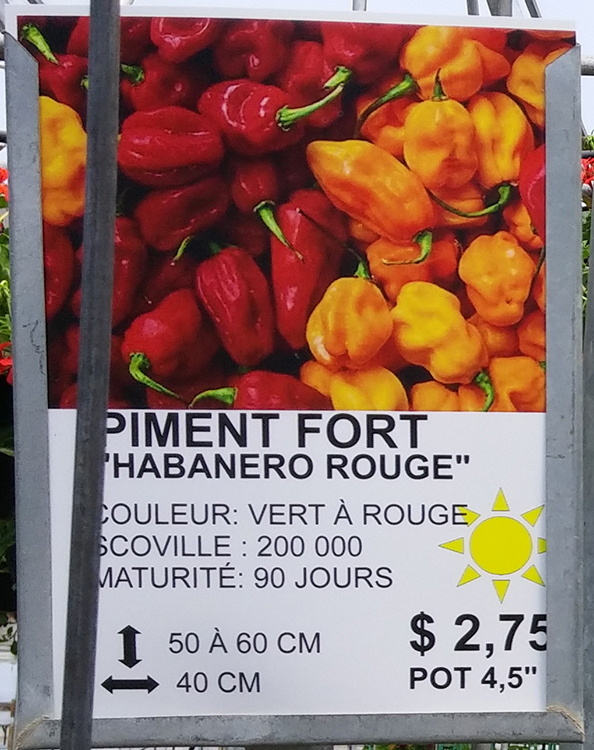 PIMENT FORT
"HABANERO ROUGE"
COULEUR: VERT À ROUGE
SCOVILLE : 200 000
MATURITÉ: 90 JOURS
50 À 60 CM
40 CM
$ 2,75
POT 4,5"